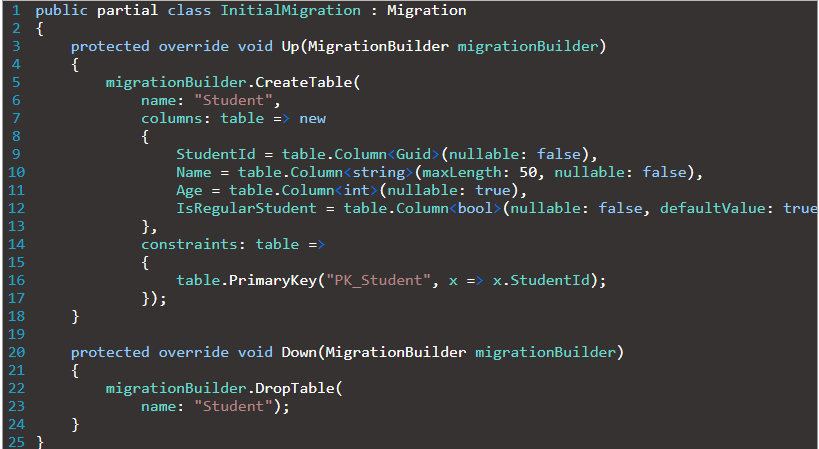 1 public partial class InitialMigration : Migration
2 {
3     protected override void Up(MigrationBuilder migrationBuilder)
4     {
5         migrationBuilder.CreateTable(
6             name: "Student",
7             columns: table => new
8             {
9                 StudentId = table.Column<Guid>(nullable: false),
10                 Name = table.Column<string>(maxLength: 50, nullable: false),
11                 Age = table.Column<int>(nullable: true),
12                 IsRegularStudent = table.Column<bool>(nullable: false, defaultValue: true
13             },
14             constraints: table =>
15             {
16                 table.PrimaryKey("PK_Student", x => x.StudentId);
17             });
18     }
19
20     protected override void Down(MigrationBuilder migrationBuilder)
21     {
22         migrationBuilder.DropTable(
23             name: "Student");
24     }
25 }